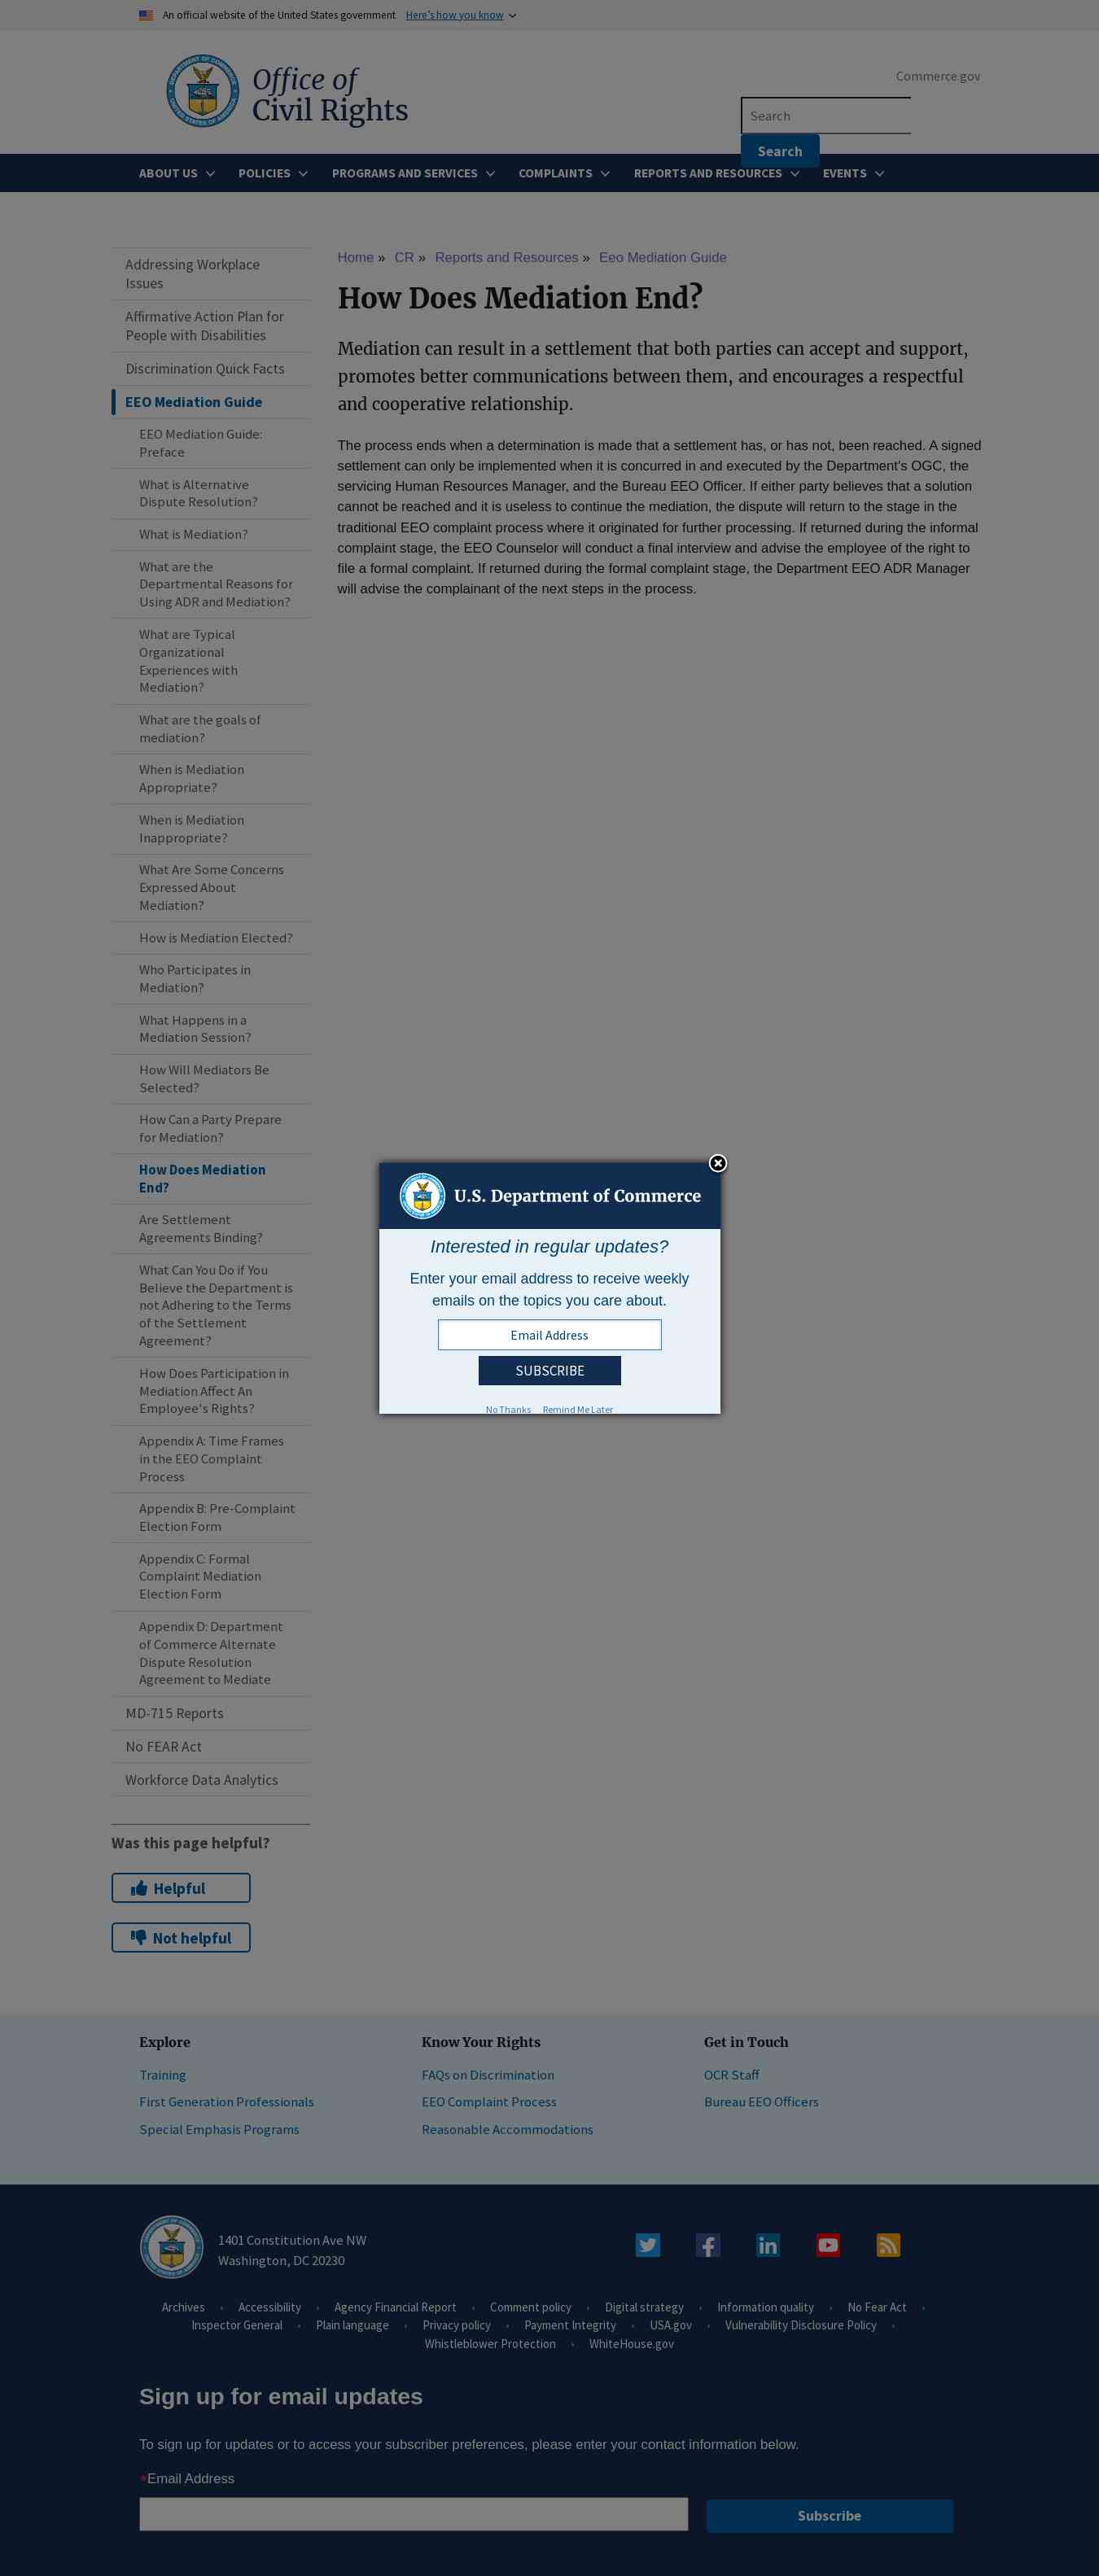 An official website of the United States government Here's how you know
Office of
Civil Rights
Commerce.gov
Search
Search
ABOUT US POLICIES PROGRAMS AND SERVICES COMPLAINTS REPORTS AND RESOURCES EVENTS
Addressing Workplace
Issues
Affirmative Action Plan for
People with Disabilities
Discrimination Quick Facts
EEO Mediation Guide
EEO Mediation Guide:
Preface
What is Alternative
Dispute Resolution?
What is Mediation?
What are the
Departmental Reasons for
Using ADR and Mediation?
What are Typical
Organizational
Experiences with
Mediation?
What are the goals of
mediation?
When is Mediation
Appropriate?
When is Mediation
Inappropriate?
What Are Some Concerns
Expressed About
Mediation?
How is Mediation Elected?
Who Participates in
Mediation?
What Happens in a
Mediation Session?
How Will Mediators Be
Selected?
How Can a Party Prepare
for Mediation?
How Does Mediation
End?
Are Settlement
Agreements Binding?
What Can You Do if You
Believe the Department is
not Adhering to the Terms
of the Settlement
Agreement?
How Does Participation in
Mediation Affect An
Employee's Rights?
Appendix A: Time Frames
in the EEO Complaint
Process
Appendix B: Pre-Complaint
Election Form
Appendix C: Formal
Complaint Mediation
Election Form
Appendix D: Department
of Commerce Alternate
Dispute Resolution
Agreement to Mediate
MD-715 Reports
No FEAR Act
Workforce Data Analytics
Was this page helpful?
Helpful
Not helpful
Home » CR » Reports and Resources » Eeo Mediation Guide
How Does Mediation End?
Mediation can result in a settlement that both parties can accept and support,
promotes better communications between them, and encourages a respectful
and cooperative relationship.
The process ends when a determination is made that a settlement has, or has not, been reached. A signed
settlement can only be implemented when it is concurred in and executed by the Department's OGC, the
servicing Human Resources Manager, and the Bureau EEO Officer. If either party believes that a solution
cannot be reached and it is useless to continue the mediation, the dispute will return to the stage in the
traditional EEO complaint process where it originated for further processing. If returned during the informal
complaint stage, the EEO Counselor will conduct a final interview and advise the employee of the right to
file a formal complaint. If returned during the formal complaint stage, the Department EEO ADR Manager
will advise the complainant of the next steps in the process.
U.S. Department of Commerce
Interested in regular updates?
Enter your email address to receive weekly
emails on the topics you care about.
Email Address
SUBSCRIBE
No Thanks Remind Me Later
Explore
Training
First Generation Professionals
Special Emphasis Programs
Know Your Rights
FAQs on Discrimination
EEO Complaint Process
Reasonable Accommodations
Get in Touch
OCR Staff
Bureau EEO Officers
1401 Constitution Ave NW
Washington, DC 20230
Archives • Accessibility • Agency Financial Report • Comment policy • Digital strategy • Information quality • No Fear Act •
Inspector General • Plain language • Privacy policy • Payment Integrity • USA.gov • Vulnerability Disclosure Policy •
Whistleblower Protection • WhiteHouse.gov
Sign up for email updates
To sign up for updates or to access your subscriber preferences, please enter your contact information below.
*Email Address
Subscribe